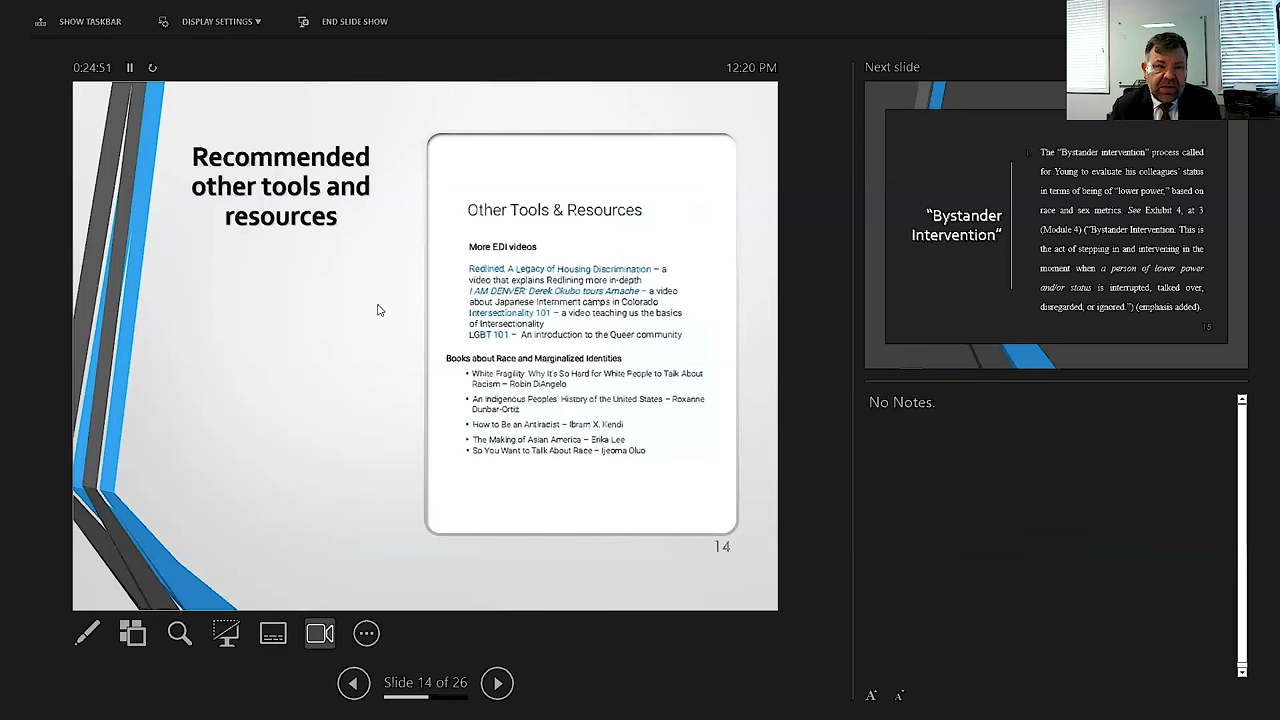 SHOW TASKBAR
DISPLAY SETTINGS ▼
END SLIDE SHOW
0:24:51
12:20 PM
Recommended
other tools and
resources
Other Tools & Resources
More EDI videos
Redlined, A Legacy of Housing Discrimination – a
video that explains Redlining more in-depth
I AM DENVER: Derek Okubo tours Amache – a video
about Japanese Internment camps in Colorado
Intersectionality 101 – a video teaching us the basics
of Intersectionality
LGBT 101 – An introduction to the Queer community
Books about Race and Marginalized Identities
• White Fragility: Why It's So Hard for White People to Talk About
Racism – Robin DiAngelo
• An Indigenous Peoples' History of the United States – Roxanne
Dunbar-Ortiz
• How to Be an Antiracist – Ibram X. Kendi
• The Making of Asian America – Erika Lee
• So You Want to Talk About Race – Ijeoma Oluo
14
Slide 14 of 26
Next slide
"Bystander
Intervention"
The "Bystander intervention" process called
for Young to evaluate his colleagues' status
in terms of being of "lower power," based on
race and sex metrics. See Exhibit 4, at 3
(Module 4) ("Bystander Intervention: This is
the act of stepping in and intervening in the
moment when a person of lower power
and/or status is interrupted, talked over,
disregarded, or ignored.") (emphasis added).
15
No Notes.
A A